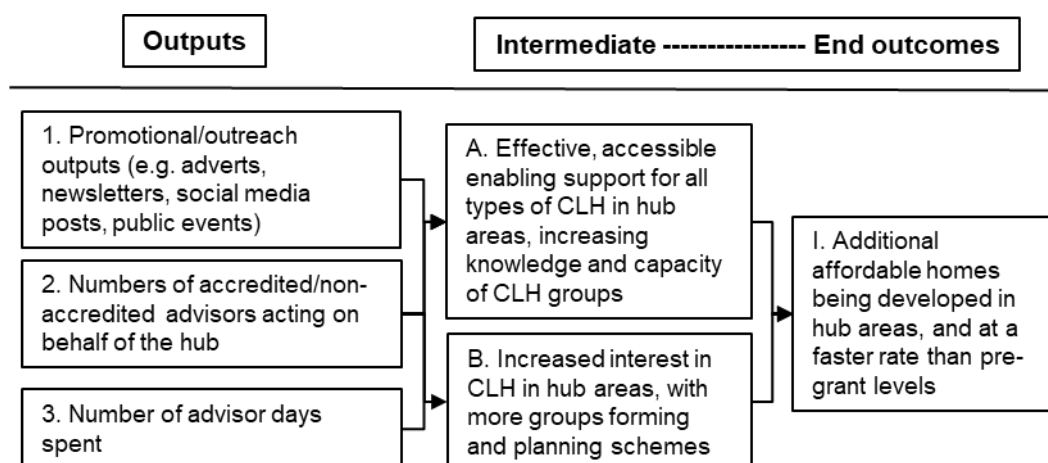 Outputs
Intermediate ---------------- End outcomes
1. Promotional/outreach
outputs (e.g. adverts,
newsletters, social media
posts, public events)
2. Numbers of accredited/non-
accredited advisors acting on
behalf of the hub
3. Number of advisor days
spent
A. Effective, accessible
enabling support for all
types of CLH in hub
areas, increasing
knowledge and capacity
of CLH groups
B. Increased interest in
CLH in hub areas, with
more groups forming
and planning schemes
I. Additional
affordable homes
being developed in
hub areas, and at a
faster rate than pre-
grant levels